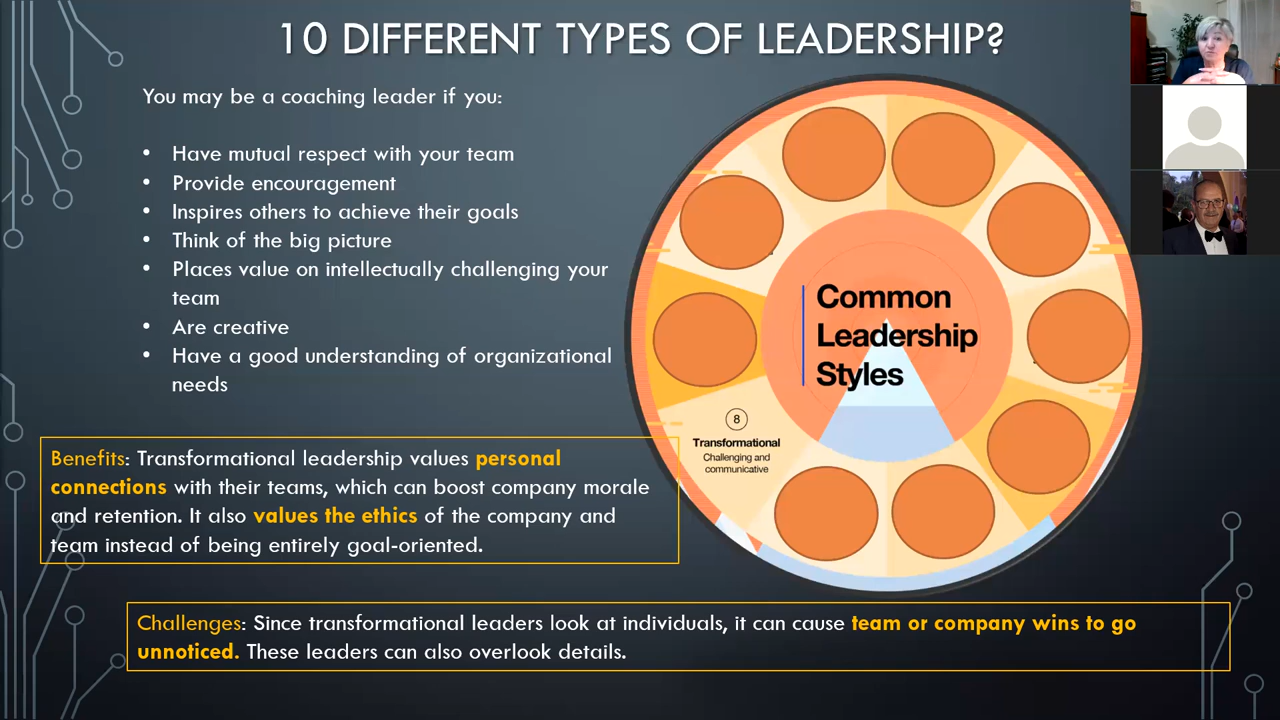 10 DIFFERENT TYPES OF LEADERSHIP?
You may be a coaching leader if you:
• Have mutual respect with your team
• Provide encouragement
• Inspires others to achieve their goals
• Think of the big picture
• Places value on intellectually challenging your
team
• Are creative
• Have a good understanding of organizational
needs
Common
Leadership
Styles
8
Transformational
Challenging and
communicative
Benefits: Transformational leadership values personal
connections with their teams, which can boost company morale
and retention. It also values the ethics of the company and
team instead of being entirely goal-oriented.
Challenges: Since transformational leaders look at individuals, it can cause team or company wins to go
unnoticed. These leaders can also overlook details.